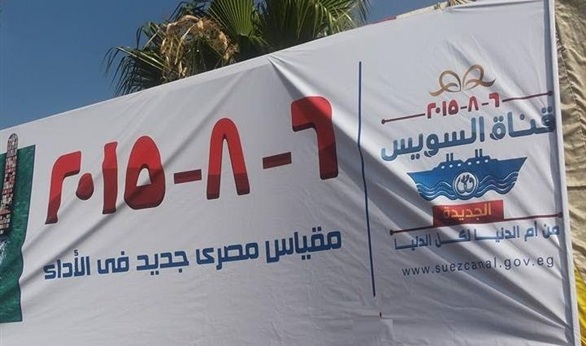 ٦-٨-٢٠١٥
مقياس مصرى جديد فى الأداء
٦-٨-٢٠١٥
قناة السويس
الجديدة
من أم الدنيا لكل الدنيا
www.suezcanal.gov.eg